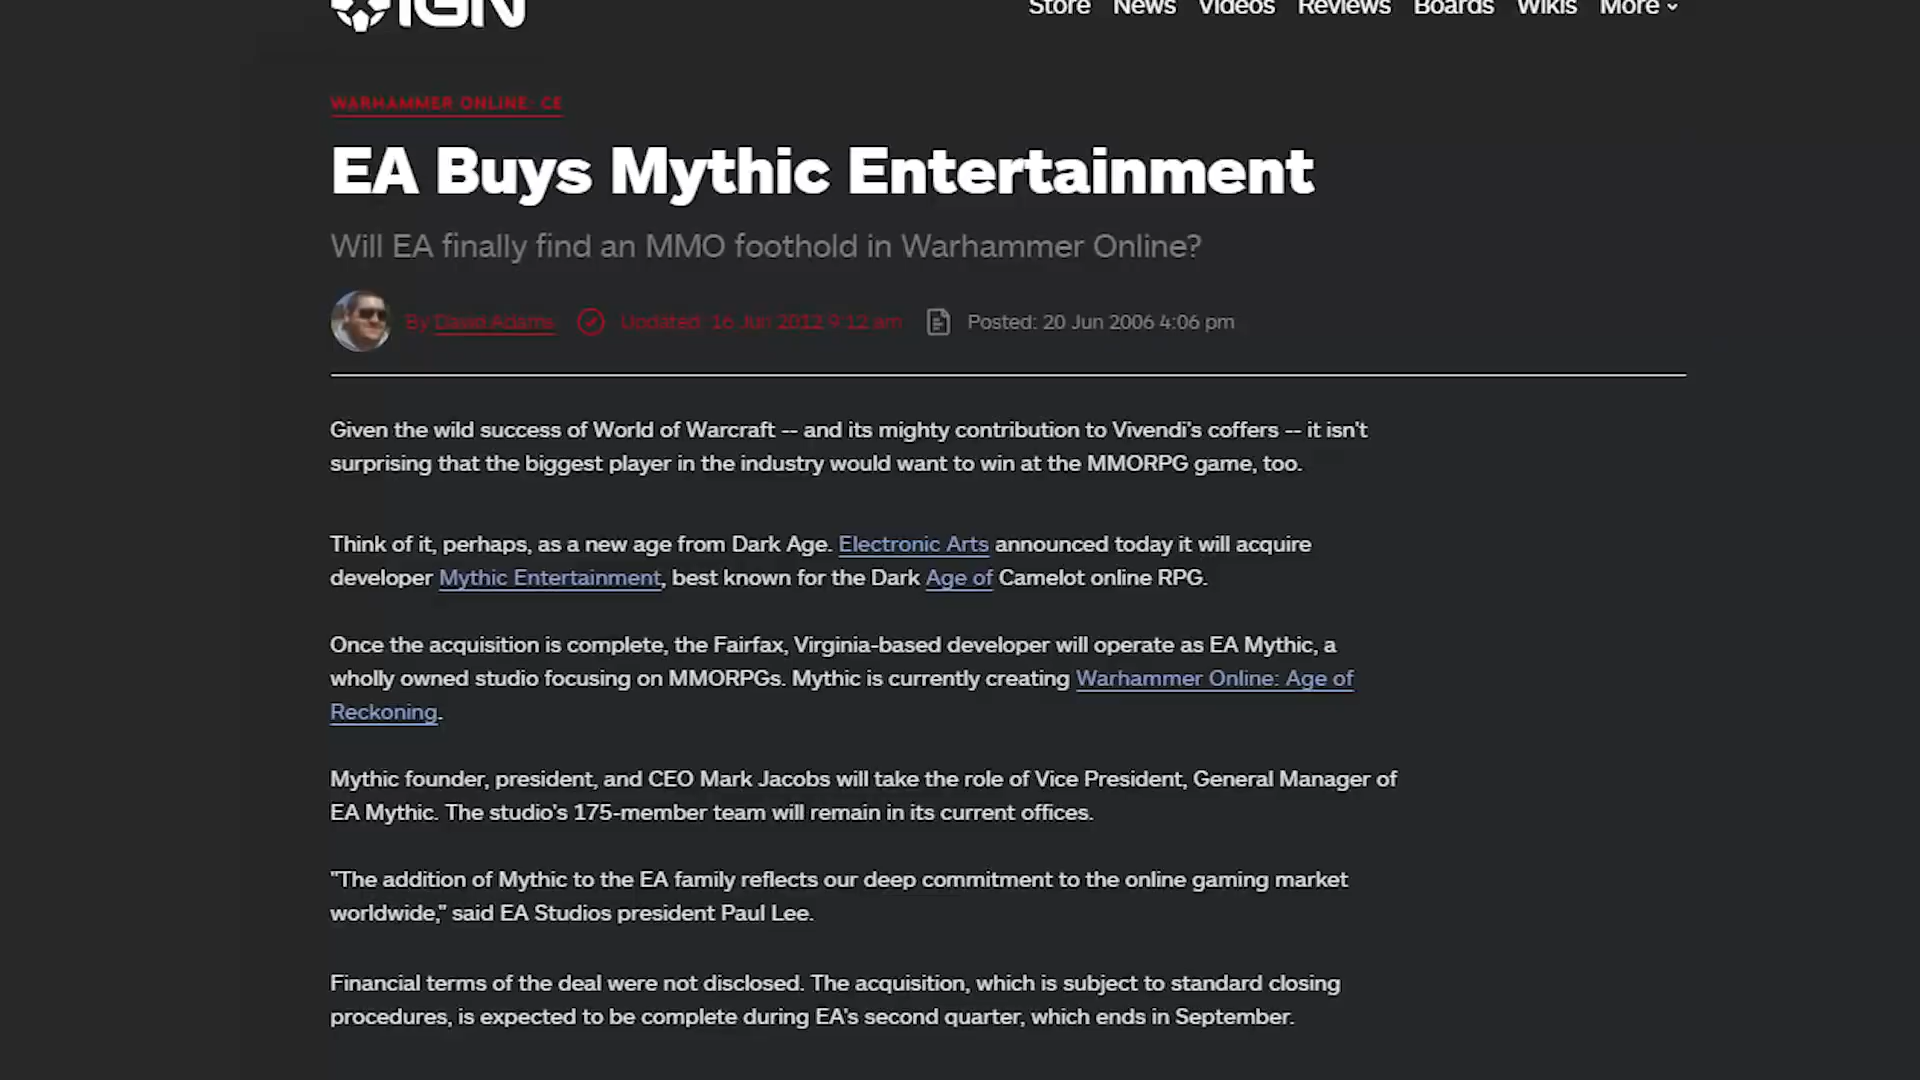 IGN
Store News Videos Reviews Boards Wikis More
WARHAMMER ONLINE: CE
EA Buys Mythic Entertainment
Will EA finally find an MMO foothold in Warhammer Online?
By David Adams Updated: 16 Jun 2012 9:12 am Posted: 20 Jun 2006 4:06 pm
Given the wild success of World of Warcraft -- and its mighty contribution to Vivendi's coffers -- it isn't
surprising that the biggest player in the industry would want to win at the MMORPG game, too.
Think of it, perhaps, as a new age from Dark Age. Electronic Arts announced today it will acquire
developer Mythic Entertainment, best known for the Dark Age of Camelot online RPG.
Once the acquisition is complete, the Fairfax, Virginia-based developer will operate as EA Mythic, a
wholly owned studio focusing on MMORPGs. Mythic is currently creating Warhammer Online: Age of
Reckoning.
Mythic founder, president, and CEO Mark Jacobs will take the role of Vice President, General Manager of
EA Mythic. The studio's 175-member team will remain in its current offices.
"The addition of Mythic to the EA family reflects our deep commitment to the online gaming market
worldwide," said EA Studios president Paul Lee.
Financial terms of the deal were not disclosed. The acquisition, which is subject to standard closing
procedures, is expected to be complete during EA's second quarter, which ends in September.